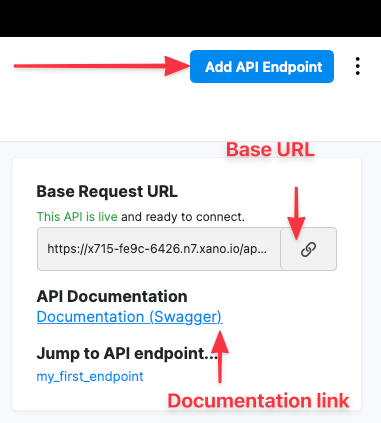 Add API Endpoint
Base URL
Base Request URL
This API is live and ready to connect.
https://x715-fe9c-6426.n7.xano.io/ap...
API Documentation
Documentation (Swagger)
Jump to API endpoint...
my_first_endpoint
Documentation link